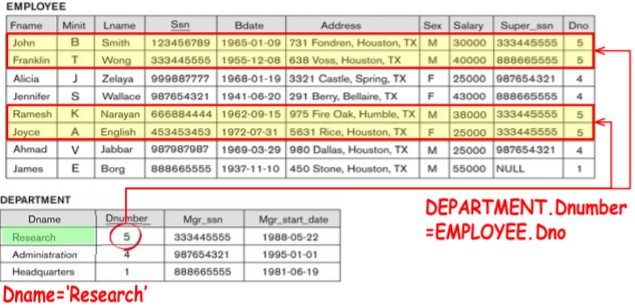 EMPLOYEE
Fname Minit Lname Ssn Bdate Address Sex Salary Super_ssn Dno
John B Smith 123456789 1965-01-09 731 Fondren, Houston, TX M 30000 333445555 5
Franklin T Wong 333445555 1955-12-08 638 Voss, Houston, TX M 40000 888665555 5
Alicia J Zelaya 999887777 1968-01-19 3321 Castle, Spring, TX F 25000 987654321 4
Jennifer S Wallace 987654321 1941-06-20 291 Berry, Bellaire, TX F 43000 888665555 4
Ramesh K Narayan 666884444 1962-09-15 975 Fire Oak, Humble, TX M 38000 333445555 5
Joyce A English 453453453 1972-07-31 5631 Rice, Houston, TX F 25000 333445555 5
Ahmad V Jabbar 987987987 1969-03-29 980 Dallas, Houston, TX M 25000 987654321 4
James E Borg 888665555 1937-11-10 450 Stone, Houston, TX M 55000 NULL 1
DEPARTMENT
Dname Dnumber Mgr_ssn Mgr_start_date
Research 5 333445555 1988-05-22
Administration 4 987654321 1995-01-01
Headquarters 1 888665555 1981-06-19
DEPARTMENT.Dnumber
=EMPLOYEE.Dno
Dname='Research'